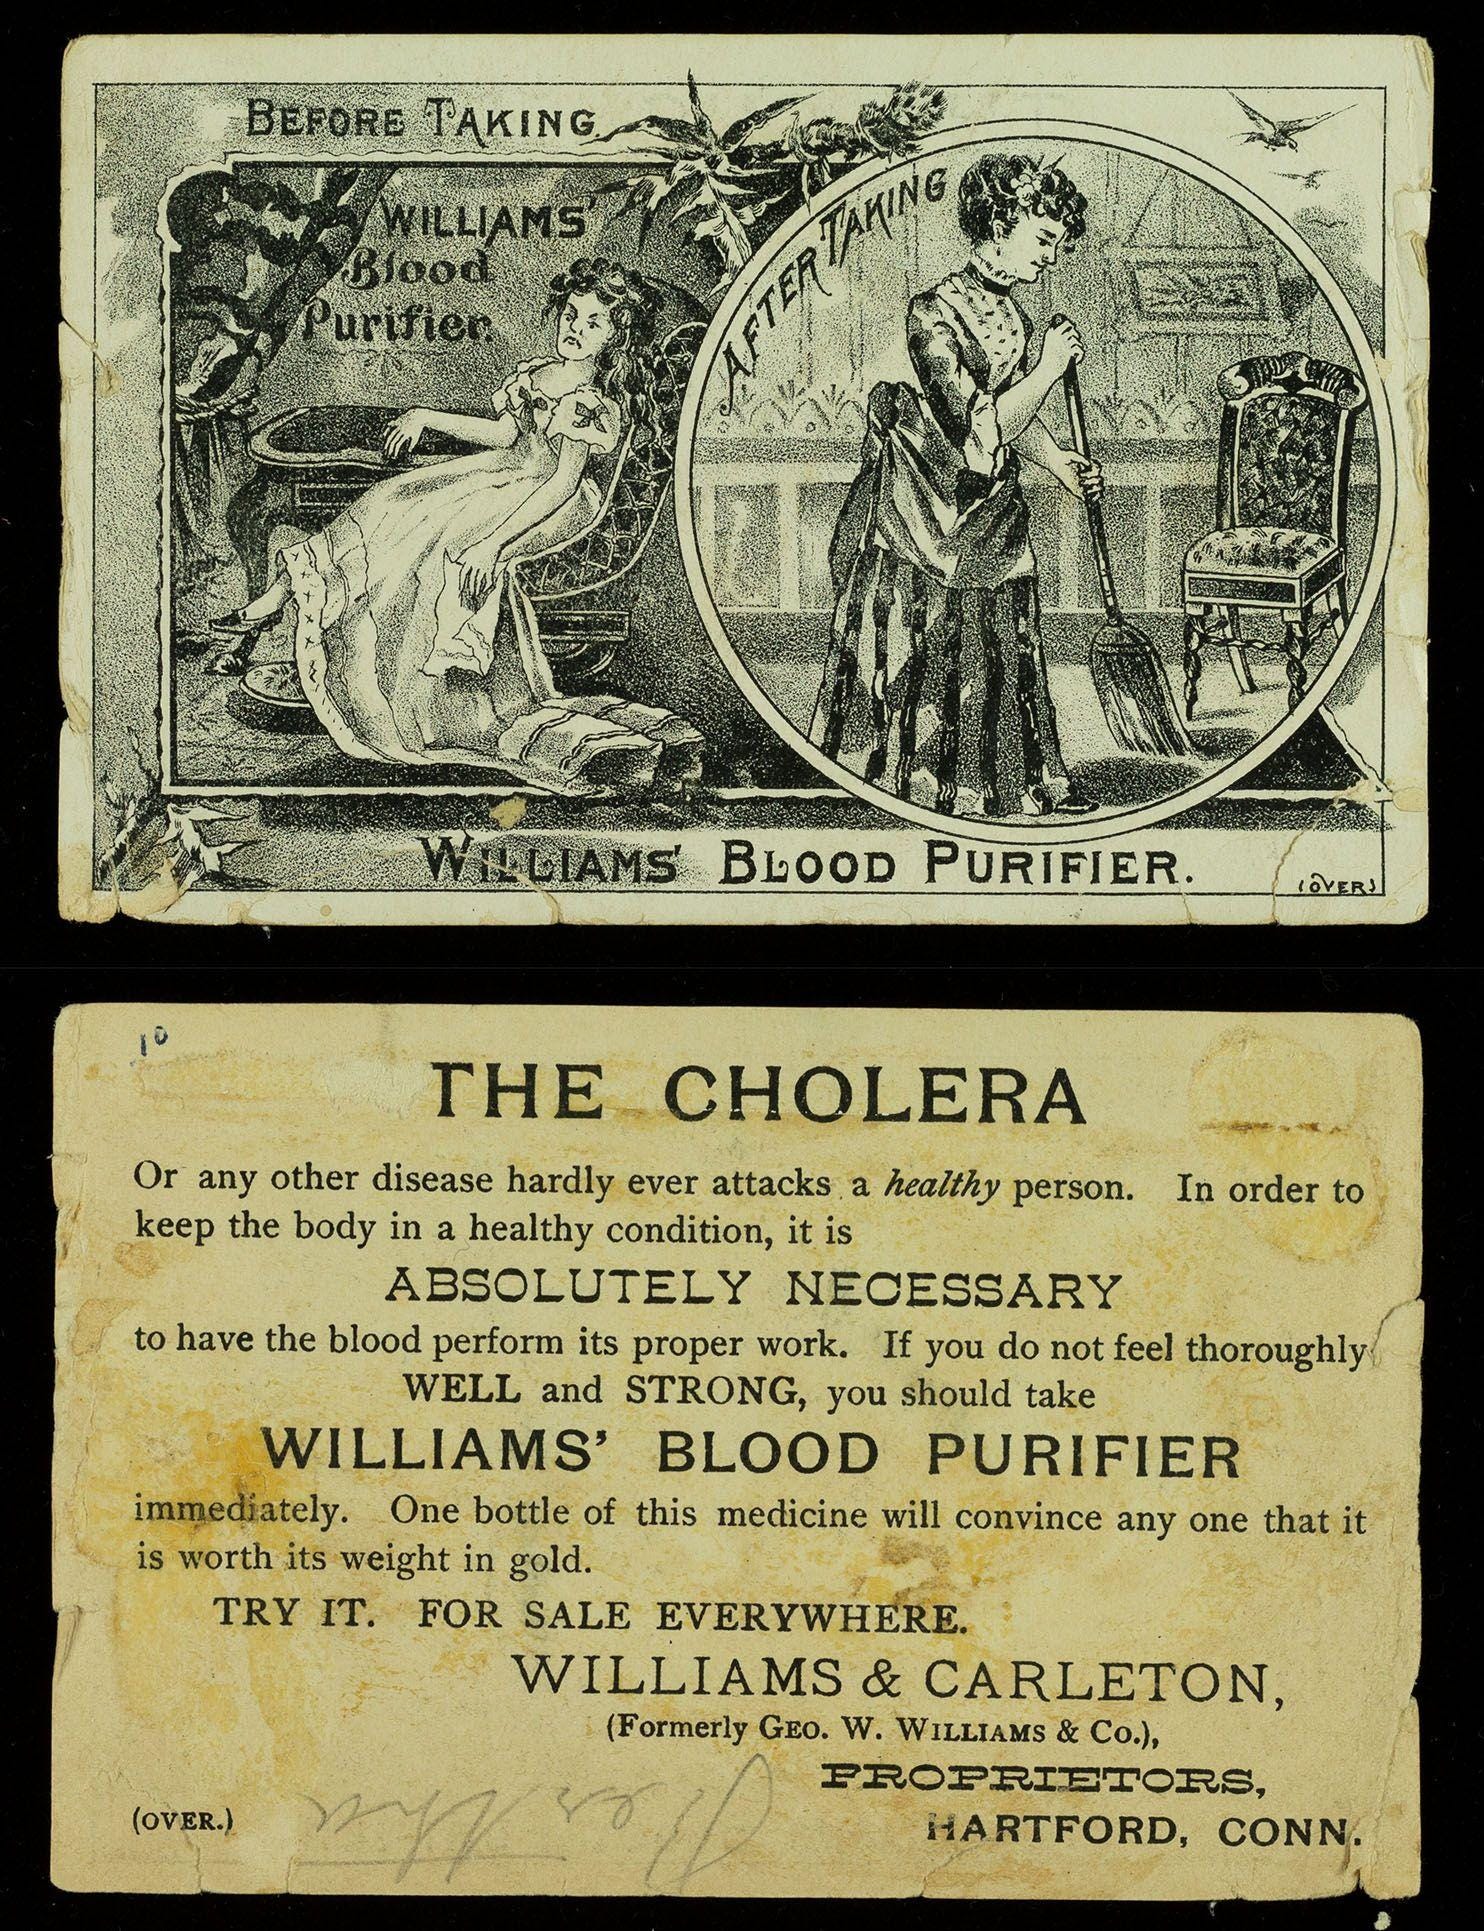 BEFORE TAKING
WILLIAMS'
Blood
Purifier.
AFTER TAKING
WILLIAMS' BLOOD PURIFIER.
(OVER)
10
THE CHOLERA
Or any other disease hardly ever attacks a healthy person. In order to
keep the body in a healthy condition, it is
ABSOLUTELY NECESSARY
to have the blood perform its proper work. If you do not feel thoroughly
WELL and STRONG, you should take
WILLIAMS' BLOOD PURIFIER
immediately. One bottle of this medicine will convince any one that it
is worth its weight in gold.
TRY IT. FOR SALE EVERYWHERE.
WILLIAMS & CARLETON,
(Formerly GEO. W. WILLIAMS & Co.),
PROPRIETORS,
(OVER.)
HARTFORD, CONN.